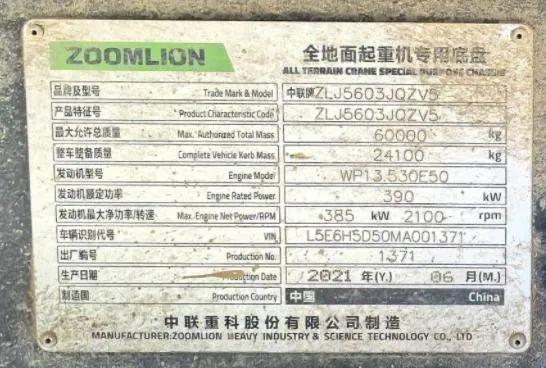 ZOOMLION
全地面起重机专用底盘
ALL TERRAIN CRANE SPECIAL PURPOSE CHASSIS
品牌及型号 Trade Mark & Model 中联牌ZLJ5603JQZV5
产品特征号 Product Characteristic Code ZLJ5603JQZV5
最大允许总质量 Max. Authorized Total Mass 60000 kg
整车整备质量 Complete Vehicle Kerb Mass 24100 kg
发动机型号 Engine Model WP13.530E50
发动机额定功率 Engine Rated Power 390 kW
发动机最大净功率/转速 Max. Engine Net Power/RPM 385 kW 2100 rpm
车辆识别代号 VIN L5E6H5D50MA001371
出厂编号 Production No. 1371
生产日期 Production Date 2021 年(Y.) 06 月(M.)
制造国 Production Country 中国 China
中联重科股份有限公司制造
MANUFACTURER:ZOOMLION HEAVY INDUSTRY & SCIENCE TECHNOLOGY CO., LTD